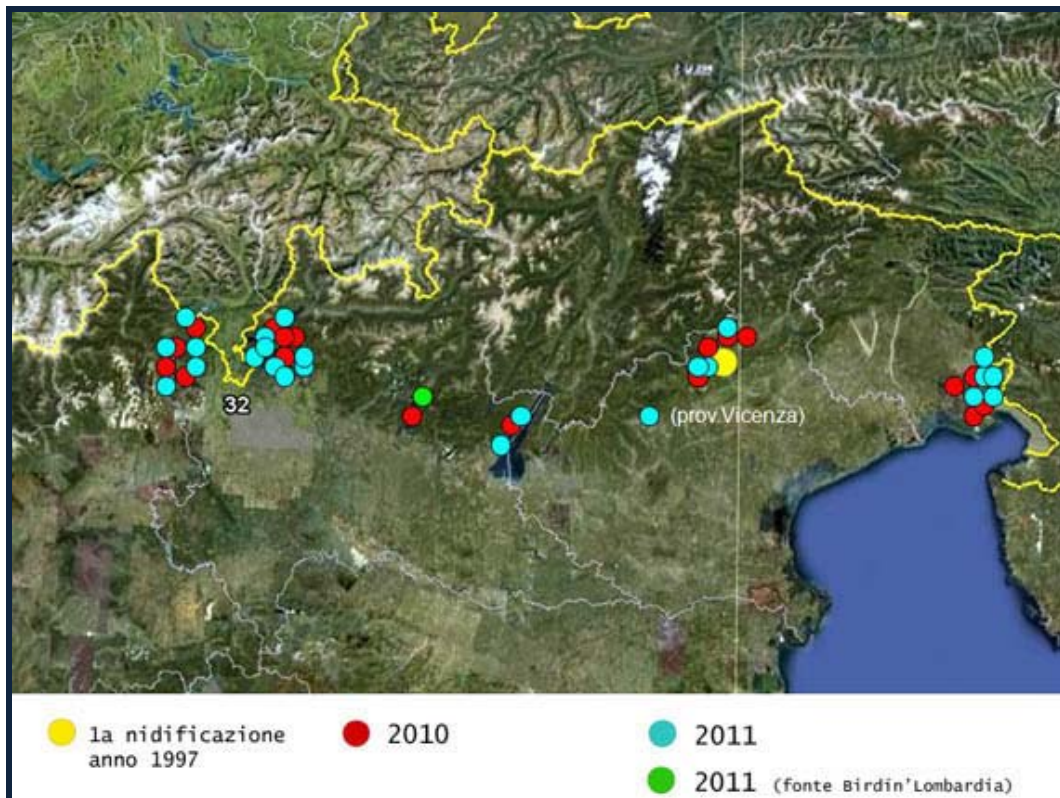 32
(prov.Vicenza)
1a nidificazione
anno 1997
2010
2011
2011 (fonte Birdin'Lombardia)